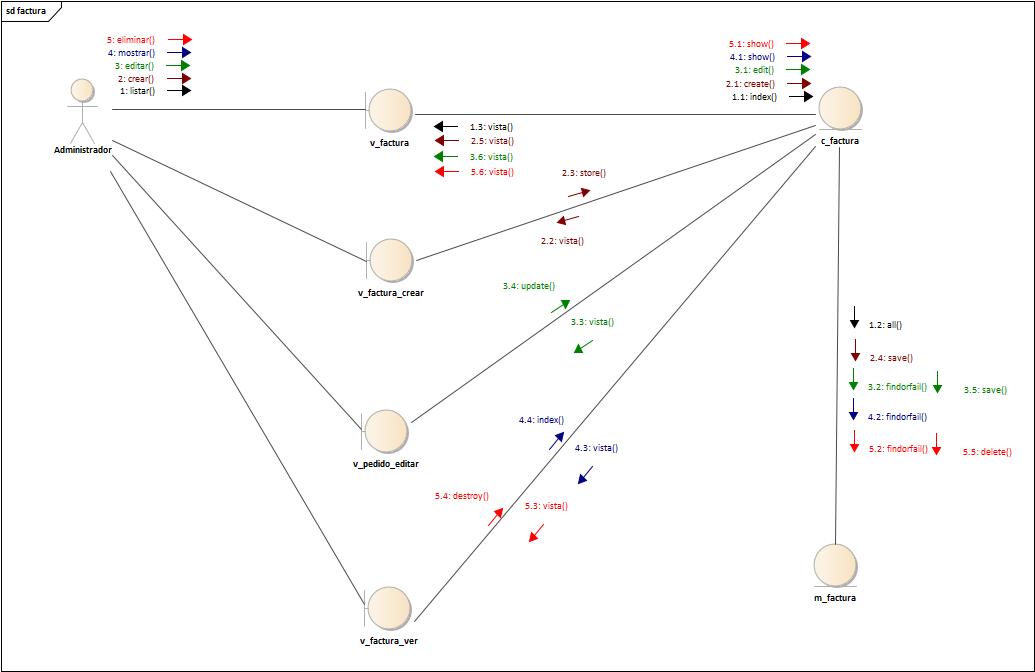 sd factura
5: eliminar()
4: mostrar()
3: editar()
2: crear()
1: listar()
Administrador
5.1: show()
4.1: show()
3.1: edit()
2.1: create()
1.1: index()
v_factura
c_factura
1.3: vista()
2.5: vista()
3.6: vista()
5.6: vista()
2.3: store()
2.2: vista()
v_factura_crear
3.4: update()
3.3: vista()
1.2: all()
2.4: save()
3.2: findorfail()
3.5: save()
4.2: findorfail()
5.2: findorfail()
5.5: delete()
4.4: index()
4.3: vista()
v_pedido_editar
5.4: destroy()
5.3: vista()
m_factura
v_factura_ver